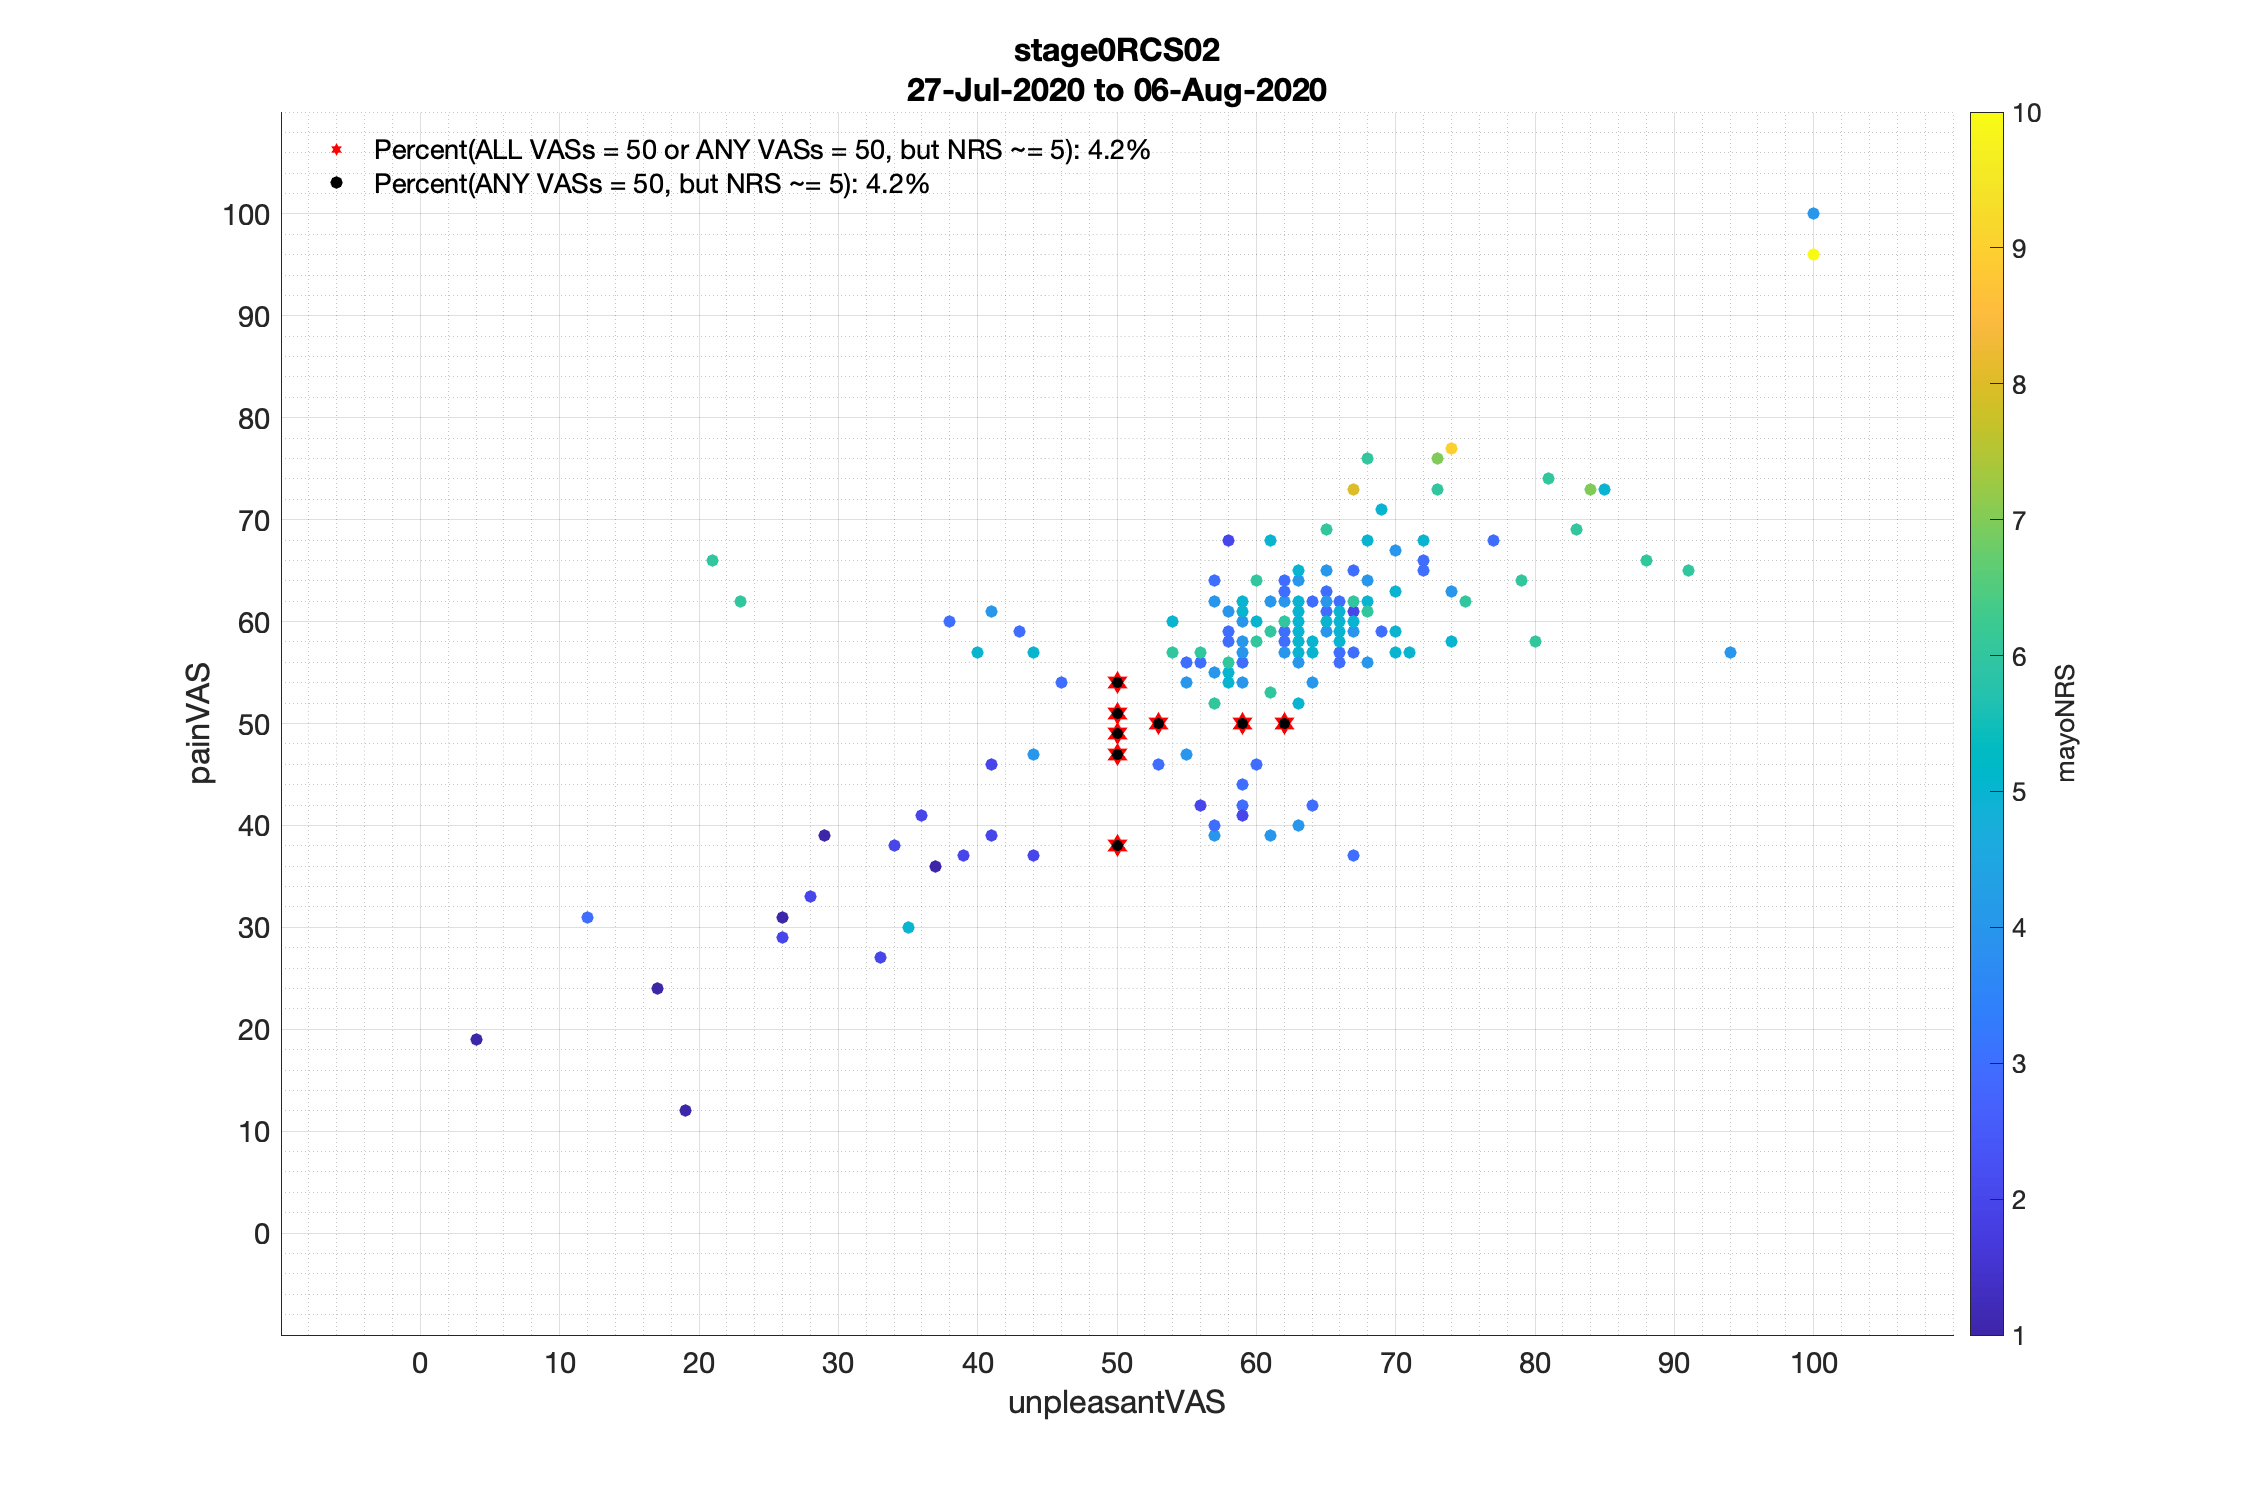 stage0RCS02
27-Jul-2020 to 06-Aug-2020
Percent(ALL VASs = 50 or ANY VASs = 50, but NRS ~= 5): 4.2%
Percent(ANY VASs = 50, but NRS ~= 5): 4.2%
100
90
80
70
60
50
40
30
20
10
0
painVAS
0 10 20 30 40 50 60 70 80 90 100
unpleasantVAS
10
9
8
7
6
5
4
3
2
1
mayoNRS